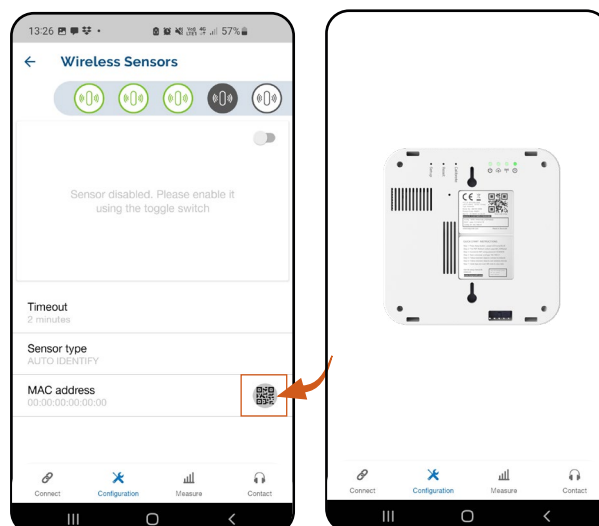 13:26
57%
Wireless Sensors
Sensor disabled. Please enable it
using the toggle switch
Timeout
2 minutes
Sensor type
AUTO IDENTIFY
MAC address
00:00:00:00:00:00
Connect
Configuration
Measure
Contact
CE
Connect
Configuration
Measure
Contact